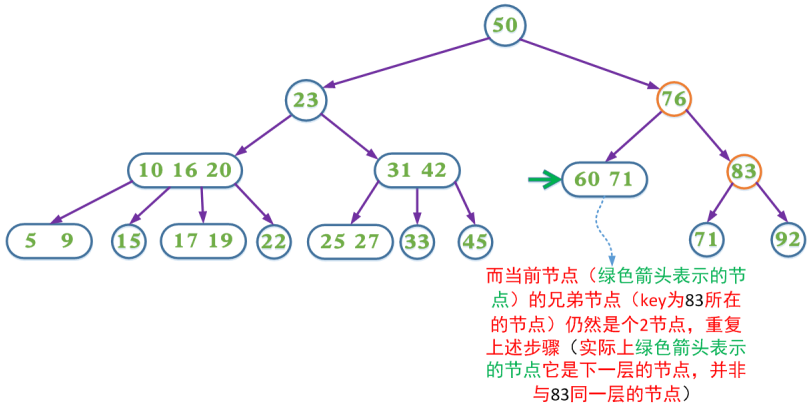 50
23 76
10 16 20 31 42 60 71 83
5 9 15 17 19 22 25 27 33 45 71 92
而当前节点（绿色箭头表示的节
点）的兄弟节点（key为83所在
的节点）仍然是个2节点，重复
上述步骤（实际上绿色箭头表示
的节点它是下一层的节点，并非
与83同一层的节点）